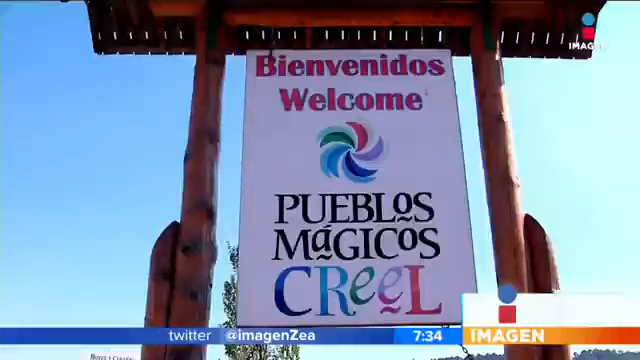 IMAGEN
Bienvenidos
Welcome
PUEBLOS
MÁGICOS
CREEL
twitter @imagenZea 7:34 IMAGEN